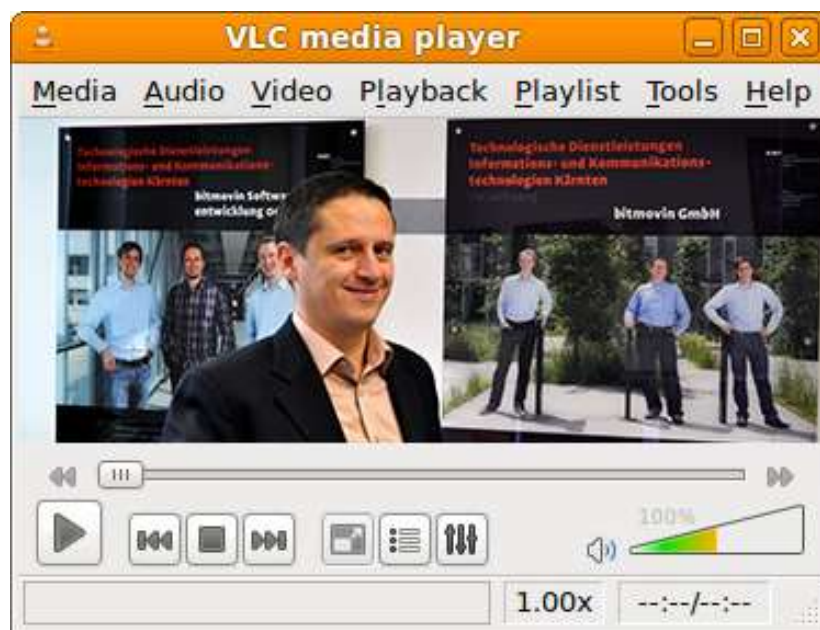 VLC media player
Media Audio Video Playback Playlist Tools Help
Technologische Dienstleistungen
Informations- und Kommunikations-
technologien Kärnten
bitmovin Softw
entwicklung
Technologische Dienstleistungen
Informations- und Kommunikations-
technologien Kärnten
bitmovin GmbH
100%
1.00x --:--/--:--